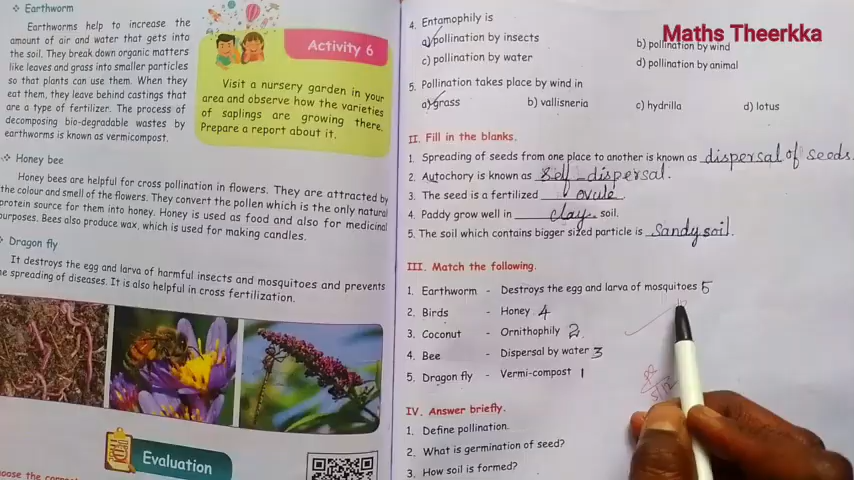 ❖ Earthworm
Earthworms help to increase the
amount of air and water that gets into
the soil. They break down organic matters
like leaves and grass into smaller particles
so that plants can use them. When they
eat them, they leave behind castings that
are a type of fertilizer. The process of
decomposing bio-degradable wastes by
earthworms is known as vermicompost.
Activity 6
Visit a nursery garden in your
area and observe how the varieties
of saplings are growing there.
Prepare a report about it.
❖ Honey bee
Honey bees are helpful for cross pollination in flowers. They are attracted by
the colour and smell of the flowers. They convert the pollen which is the only natural
protein source for them into honey. Honey is used as food and also for medicinal
purposes. Bees also produce wax, which is used for making candles.
❖ Dragon fly
It destroys the egg and larva of harmful insects and mosquitoes and prevents
spreading of diseases. It is also helpful in cross fertilization.
Evaluation
Maths Theerkka
4. Entamophily is
a) pollination by insects b) pollination by wind
c) pollination by water d) pollination by animal
5. Pollination takes place by wind in
a) grass b) vallisneria c) hydrilla d) lotus
II. Fill in the blanks.
1. Spreading of seeds from one place to another is known as dispersal of seeds.
2. Autochory is known as self-dispersal.
3. The seed is a fertilized ovule
4. Paddy grow well in clay soil.
5. The soil which contains bigger sized particle is sandy soil.
III. Match the following.
1. Earthworm - Destroys the egg and larva of mosquitoes 5
2. Birds - Honey 4
3. Coconut - Ornithophily 2
4. Bee - Dispersal by water 3
5. Dragon fly - Vermi-compost 1
IV. Answer briefly.
1. Define pollination.
2. What is germination of seed?
3. How soil is formed?